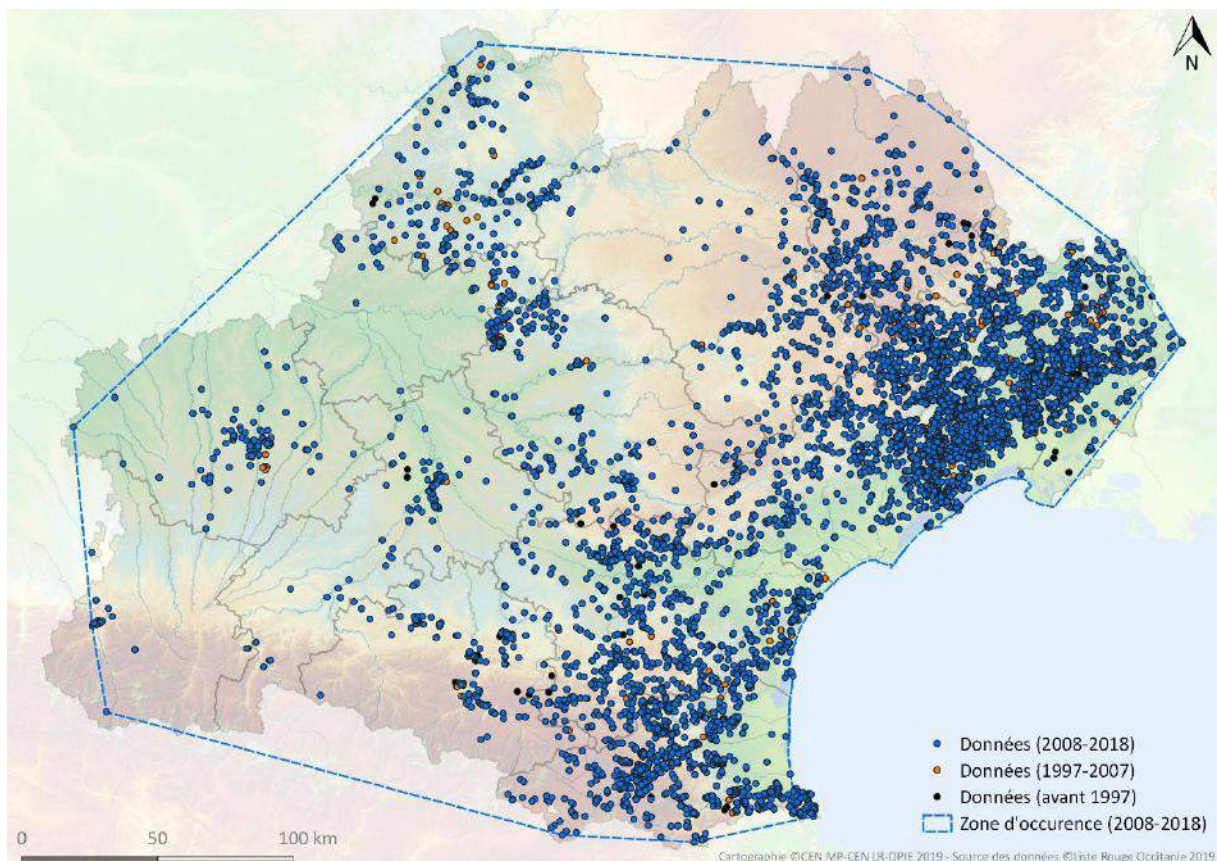 N
Données (2008-2018)
Données (1997-2007)
Données (avant 1997)
Zone d'occurence (2008-2018)
0 50 100 km
Cartographie ©CEN MP-CEN LR-OPIE 2019 - Source des données ©Liste Rouge Occitanie 2019